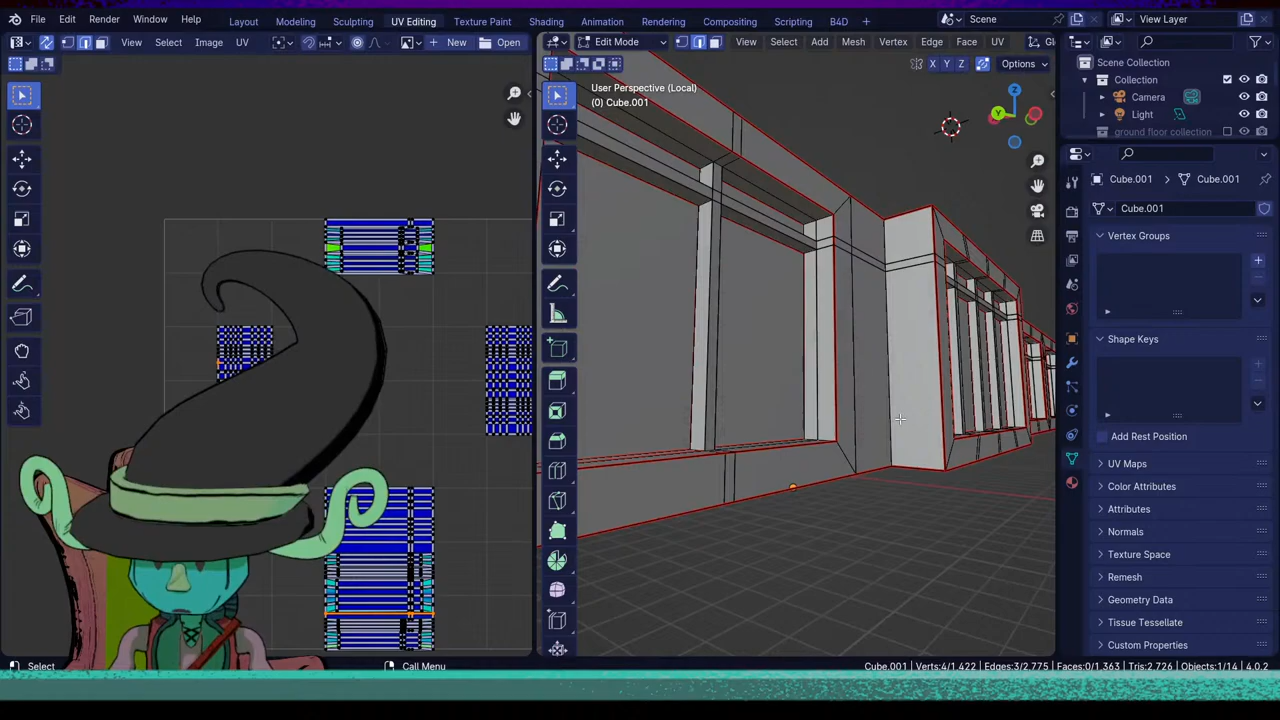 File Edit Render Window Help Layout Modeling Sculpting UV Editing Texture Paint Shading Animation Rendering Compositing Scripting B4D + Scene View Layer
View Select Image UV New Open Edit Mode View Select Add Mesh Vertex Edge Face UV
X Y Z Options
Scene Collection
Collection
Camera
Light
ground floor collection
User Perspective (Local)
(0) Cube.001
Z
Y
Cube.001 Cube.001
Cube.001
Vertex Groups
Shape Keys
Add Rest Position
UV Maps
Color Attributes
Attributes
Normals
Texture Space
Remesh
Geometry Data
Tissue Tessellate
Custom Properties
Select Call Menu Cube.001 Verts:4/1,422 Edges:3/2,775 Faces:0/1,363 Tris:2,726 Objects:1/14 4.0.2